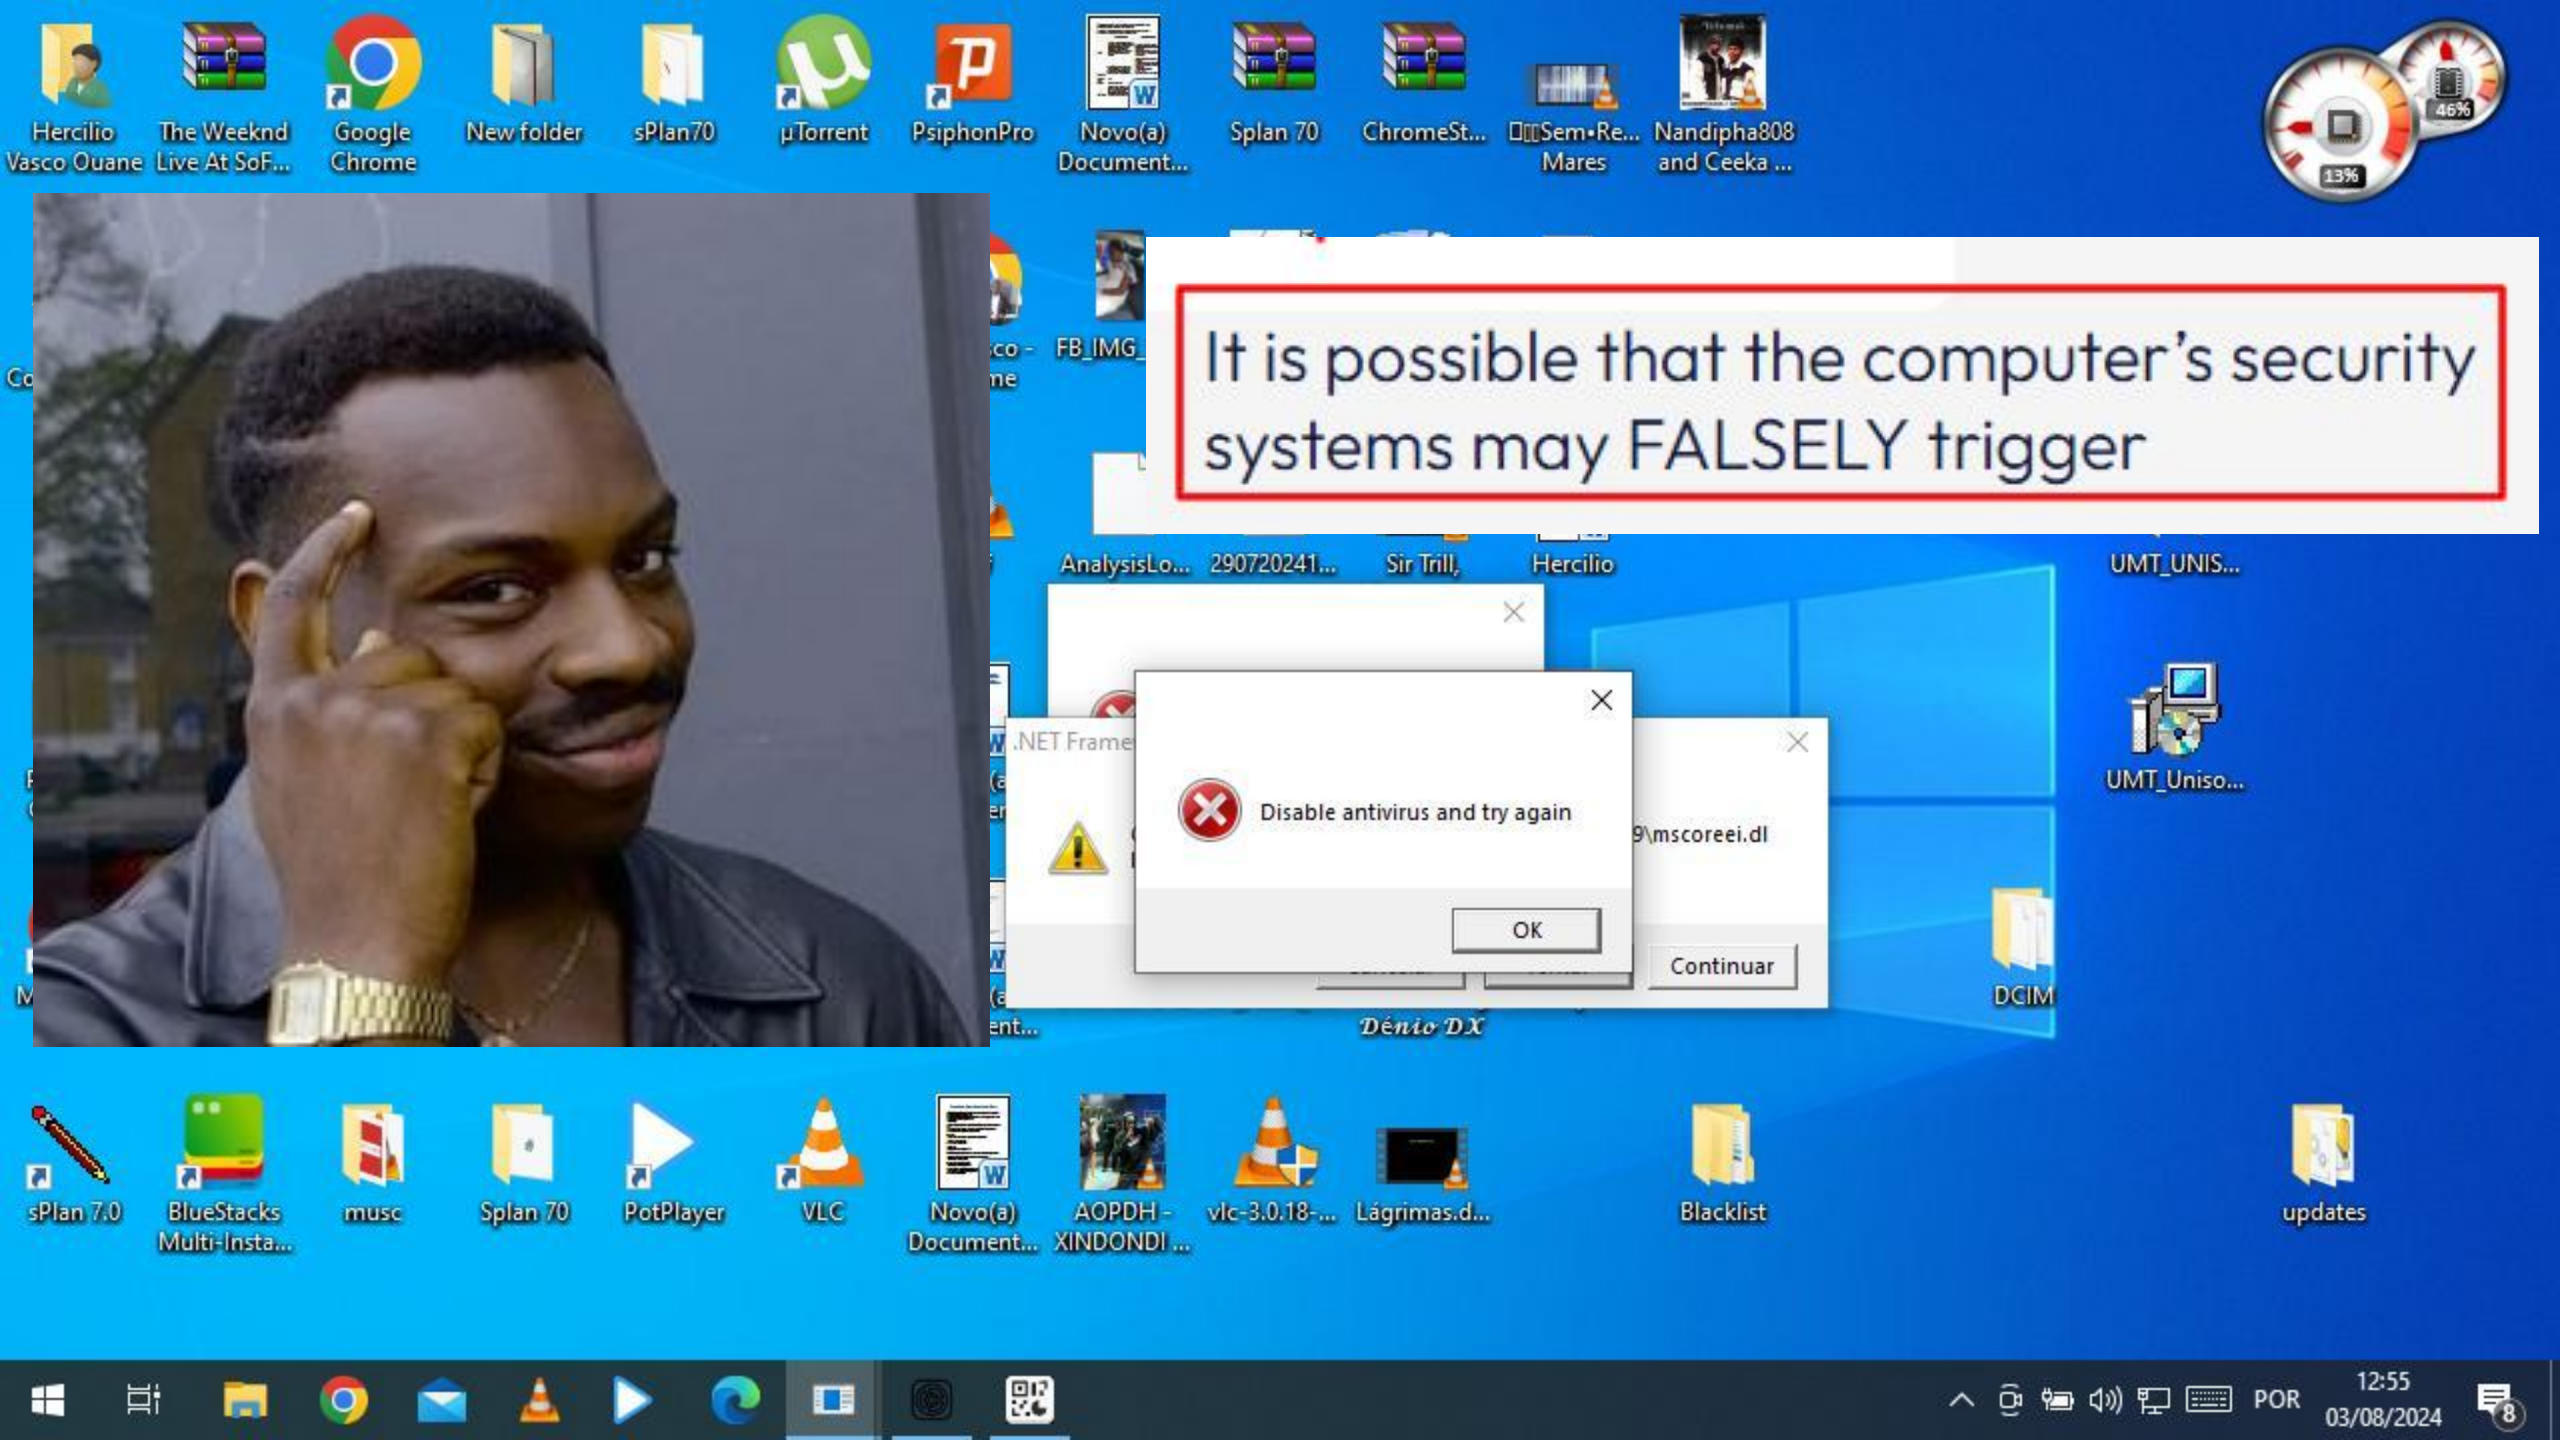 Hercilio
Vasco Ouane
The Weeknd
Live At SoF...
Google
Chrome
New folder
sPlan70
µTorrent
PsiphonPro
Novo(a)
Document...
Splan 70
ChromeSt...
Sem•Re...
Mares
Nandipha808
and Ceeka ...
46%
13%
FB_IMG_
It is possible that the computer's security
systems may FALSELY trigger
AnalysisLo...
290720241...
Sir Trill,
Hercilio
UMT_UNIS...
.NET Frame
Disable antivirus and try again
9\mscoreei.dl
OK
Continuar
UMT_Uniso...
DCIM
ent...
Dénio DX
sPlan 7.0
BlueStacks
Multi-Insta...
musc
Splan 70
PotPlayer
VLC
Novo(a)
Document...
AOPDH -
XINDONDI ...
vlc-3.0.18-...
Lágrimas.d...
Blacklist
updates
POR
12:55
03/08/2024
8